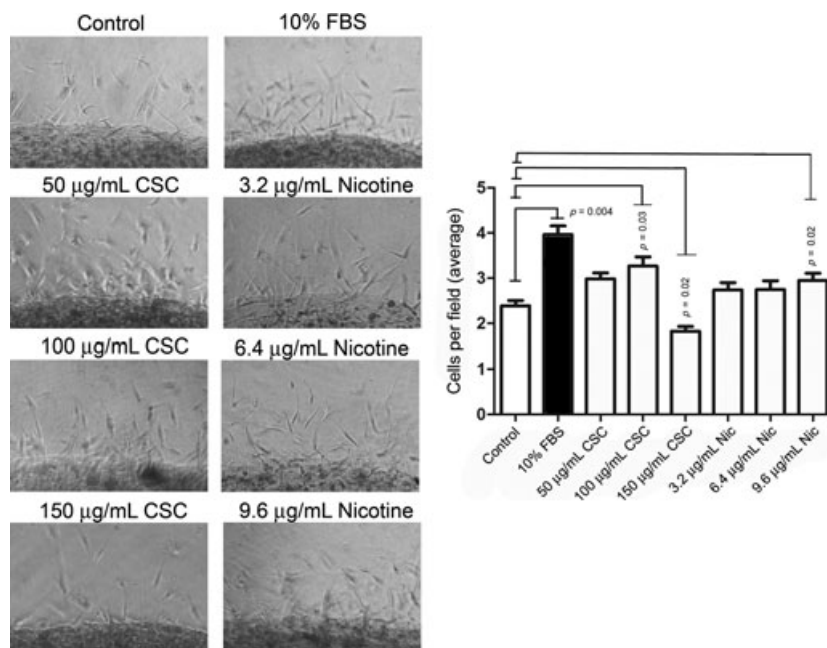 Control
10% FBS
50 μg/mL CSC
3.2 μg/mL Nicotine
100 μg/mL CSC
6.4 μg/mL Nicotine
150 μg/mL CSC
9.6 μg/mL Nicotine
Cells per field (average)
5
4
3
2
1
0
p = 0.004
p = 0.03
p = 0.02
p = 0.02
Control
10% FBS
50 μg/mL CSC
100 μg/mL CSC
150 μg/mL CSC
3.2 μg/mL Nic
6.4 μg/mL Nic
9.6 μg/mL Nic